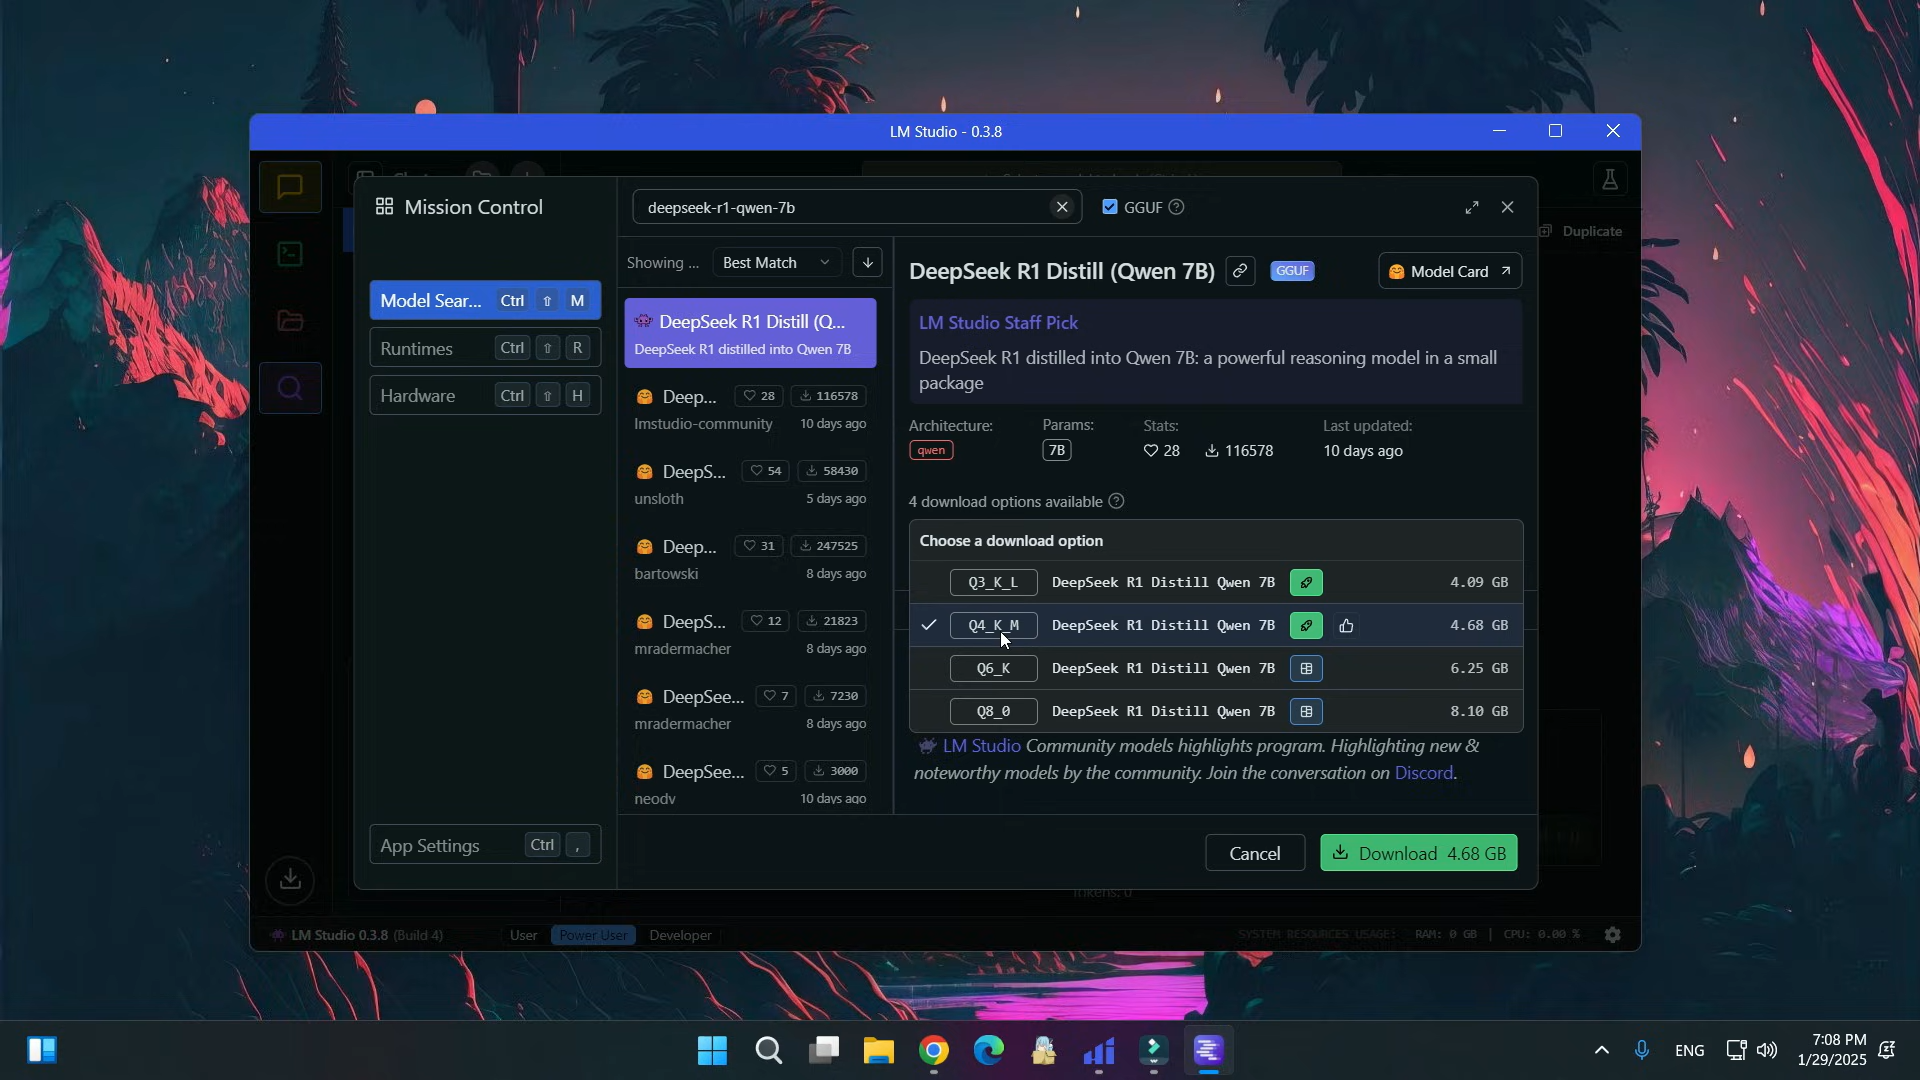 LM Studio - 0.3.8
Mission Control
deepseek-r1-qwen-7b
GGUF
Duplicate
Model Sear... Ctrl ⇧ M
Runtimes Ctrl ⇧ R
Hardware Ctrl ⇧ H
App Settings Ctrl ,
Showing ... Best Match
DeepSeek R1 Distill (Q...
DeepSeek R1 distilled into Qwen 7B
Deep... 28 116578
lmstudio-community 10 days ago
DeepS... 54 58430
unsloth 5 days ago
Deep... 31 247525
bartowski 8 days ago
DeepS... 12 21823
mradermacher 8 days ago
DeepSee... 7 7230
mradermacher 8 days ago
DeepSee... 5 3000
neody 10 days ago
DeepSeek R1 Distill (Qwen 7B) GGUF Model Card
LM Studio Staff Pick
DeepSeek R1 distilled into Qwen 7B: a powerful reasoning model in a small
package
Architecture: Params: Stats: Last updated:
qwen 7B 28 116578 10 days ago
4 download options available
Choose a download option
Q3_K_L DeepSeek R1 Distill Qwen 7B 4.09 GB
Q4_K_M DeepSeek R1 Distill Qwen 7B 4.68 GB
Q6_K DeepSeek R1 Distill Qwen 7B 6.25 GB
Q8_0 DeepSeek R1 Distill Qwen 7B 8.10 GB
LM Studio Community models highlights program. Highlighting new &
noteworthy models by the community. Join the conversation on Discord.
Cancel Download 4.68 GB
LM Studio 0.3.8 (Build 4) User Power User Developer SYSTEM RESOURCES USAGE: RAM: 0 GB | CPU: 0.00 %
ENG 7:08 PM
1/29/2025